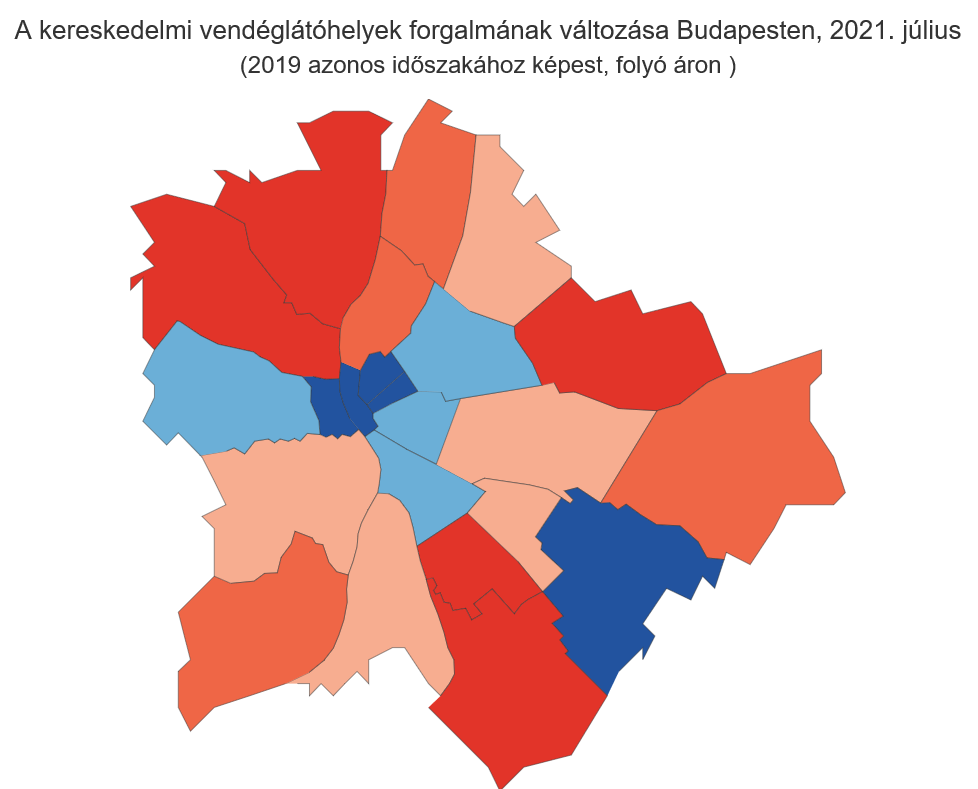 A kereskedelmi vendéglátóhelyek forgalmának változása Budapesten, 2021. július
(2019 azonos időszakához képest, folyó áron )